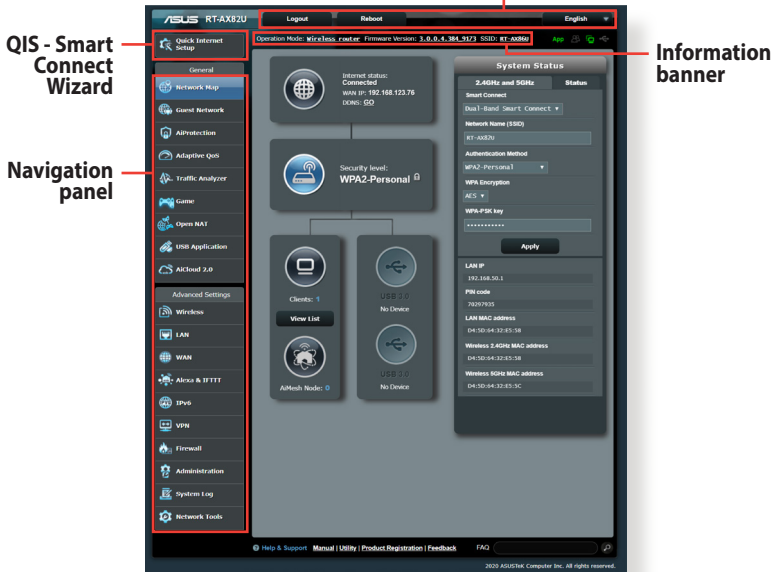 ASUS RT-AX82U
Logout
Reboot
English
QIS - Smart
Connect
Wizard
Quick Internet
Setup
Operation Mode: Wireless router Firmware Version: 3.0.0.4.384_9173 SSID: RT-AX86U
App
Information
banner
Navigation
panel
General
Network Map
Guest Network
AiProtection
Adaptive QoS
Traffic Analyzer
Game
Open NAT
USB Application
AiCloud 2.0
Advanced Settings
Wireless
LAN
WAN
Alexa & IFTTT
IPv6
VPN
Firewall
Administration
System Log
Network Tools
Internet status:
Connected
WAN IP: 192.168.123.76
DDNS: GO
Security level:
WPA2-Personal
Clients: 1
View List
AiMesh Node: 0
USB 3.0
No Device
USB 3.0
No Device
System Status
2.4GHz and 5GHz
Status
Smart Connect
Dual-Band Smart Connect
Network Name (SSID)
RT-AX82U
Authentication Method
WPA2-Personal
WPA Encryption
AES
WPA-PSK key
•••••••••••
Apply
LAN IP
192.168.50.1
PIN code
70297935
LAN MAC address
D4:5D:64:32:E5:58
Wireless 2.4GHz MAC address
D4:5D:64:32:E5:58
Wireless 5GHz MAC address
D4:5D:64:32:E5:5C
Help & Support Manual | Utility | Product Registration | Feedback FAQ
2020 ASUSTeK Computer Inc. All rights reserved.